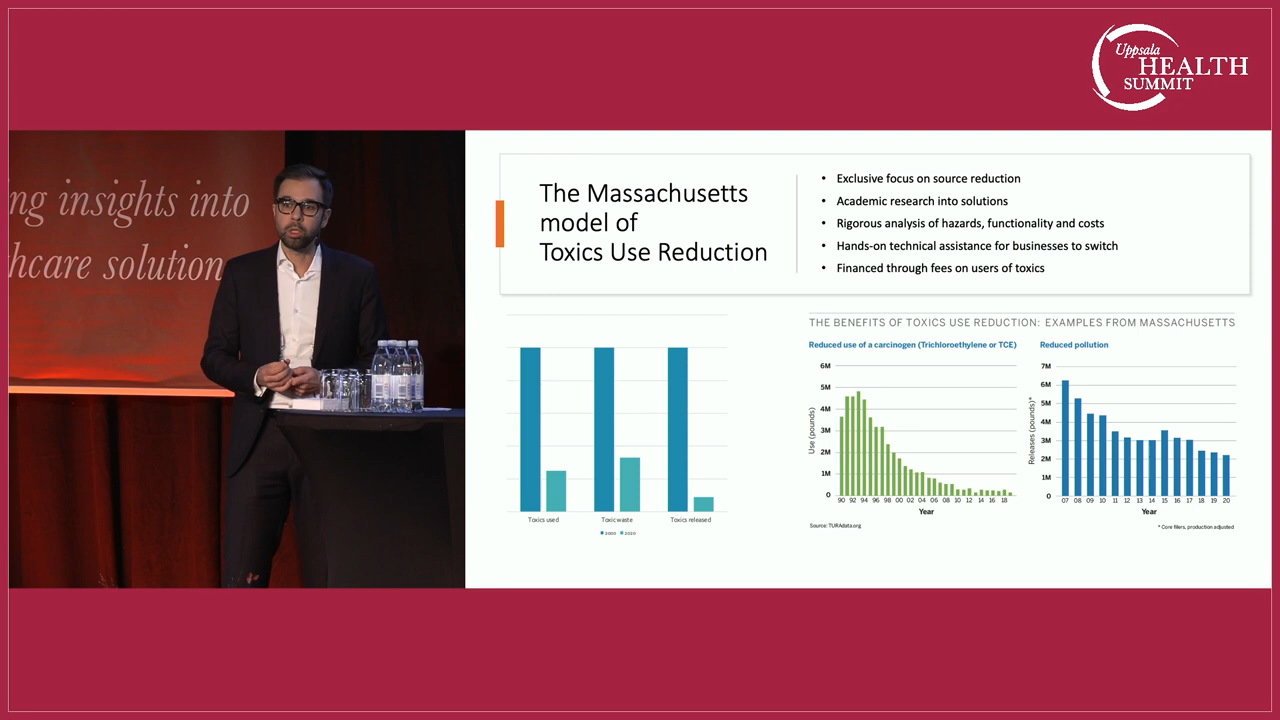 Uppsala
HEALTH
SUMMIT
ng insights into
hcare solution
The Massachusetts
model of
Toxics Use Reduction
• Exclusive focus on source reduction
• Academic research into solutions
• Rigorous analysis of hazards, functionality and costs
• Hands-on technical assistance for businesses to switch
• Financed through fees on users of toxics
Toxics used Toxic waste Toxics released
2000 2020
THE BENEFITS OF TOXICS USE REDUCTION: EXAMPLES FROM MASSACHUSETTS
Reduced use of a carcinogen (Trichloroethylene or TCE)
6M
5M
4M
3M
2M
1M
0
Use (pounds)
90 92 94 96 98 00 02 04 06 08 10 12 14 16 18
Year
Source: TURAdata.org
Reduced pollution
7M
6M
5M
4M
3M
2M
1M
0
Releases (pounds)*
07 08 09 10 11 12 13 14 15 16 17 18 19 20
Year
* Core filers, production adjusted